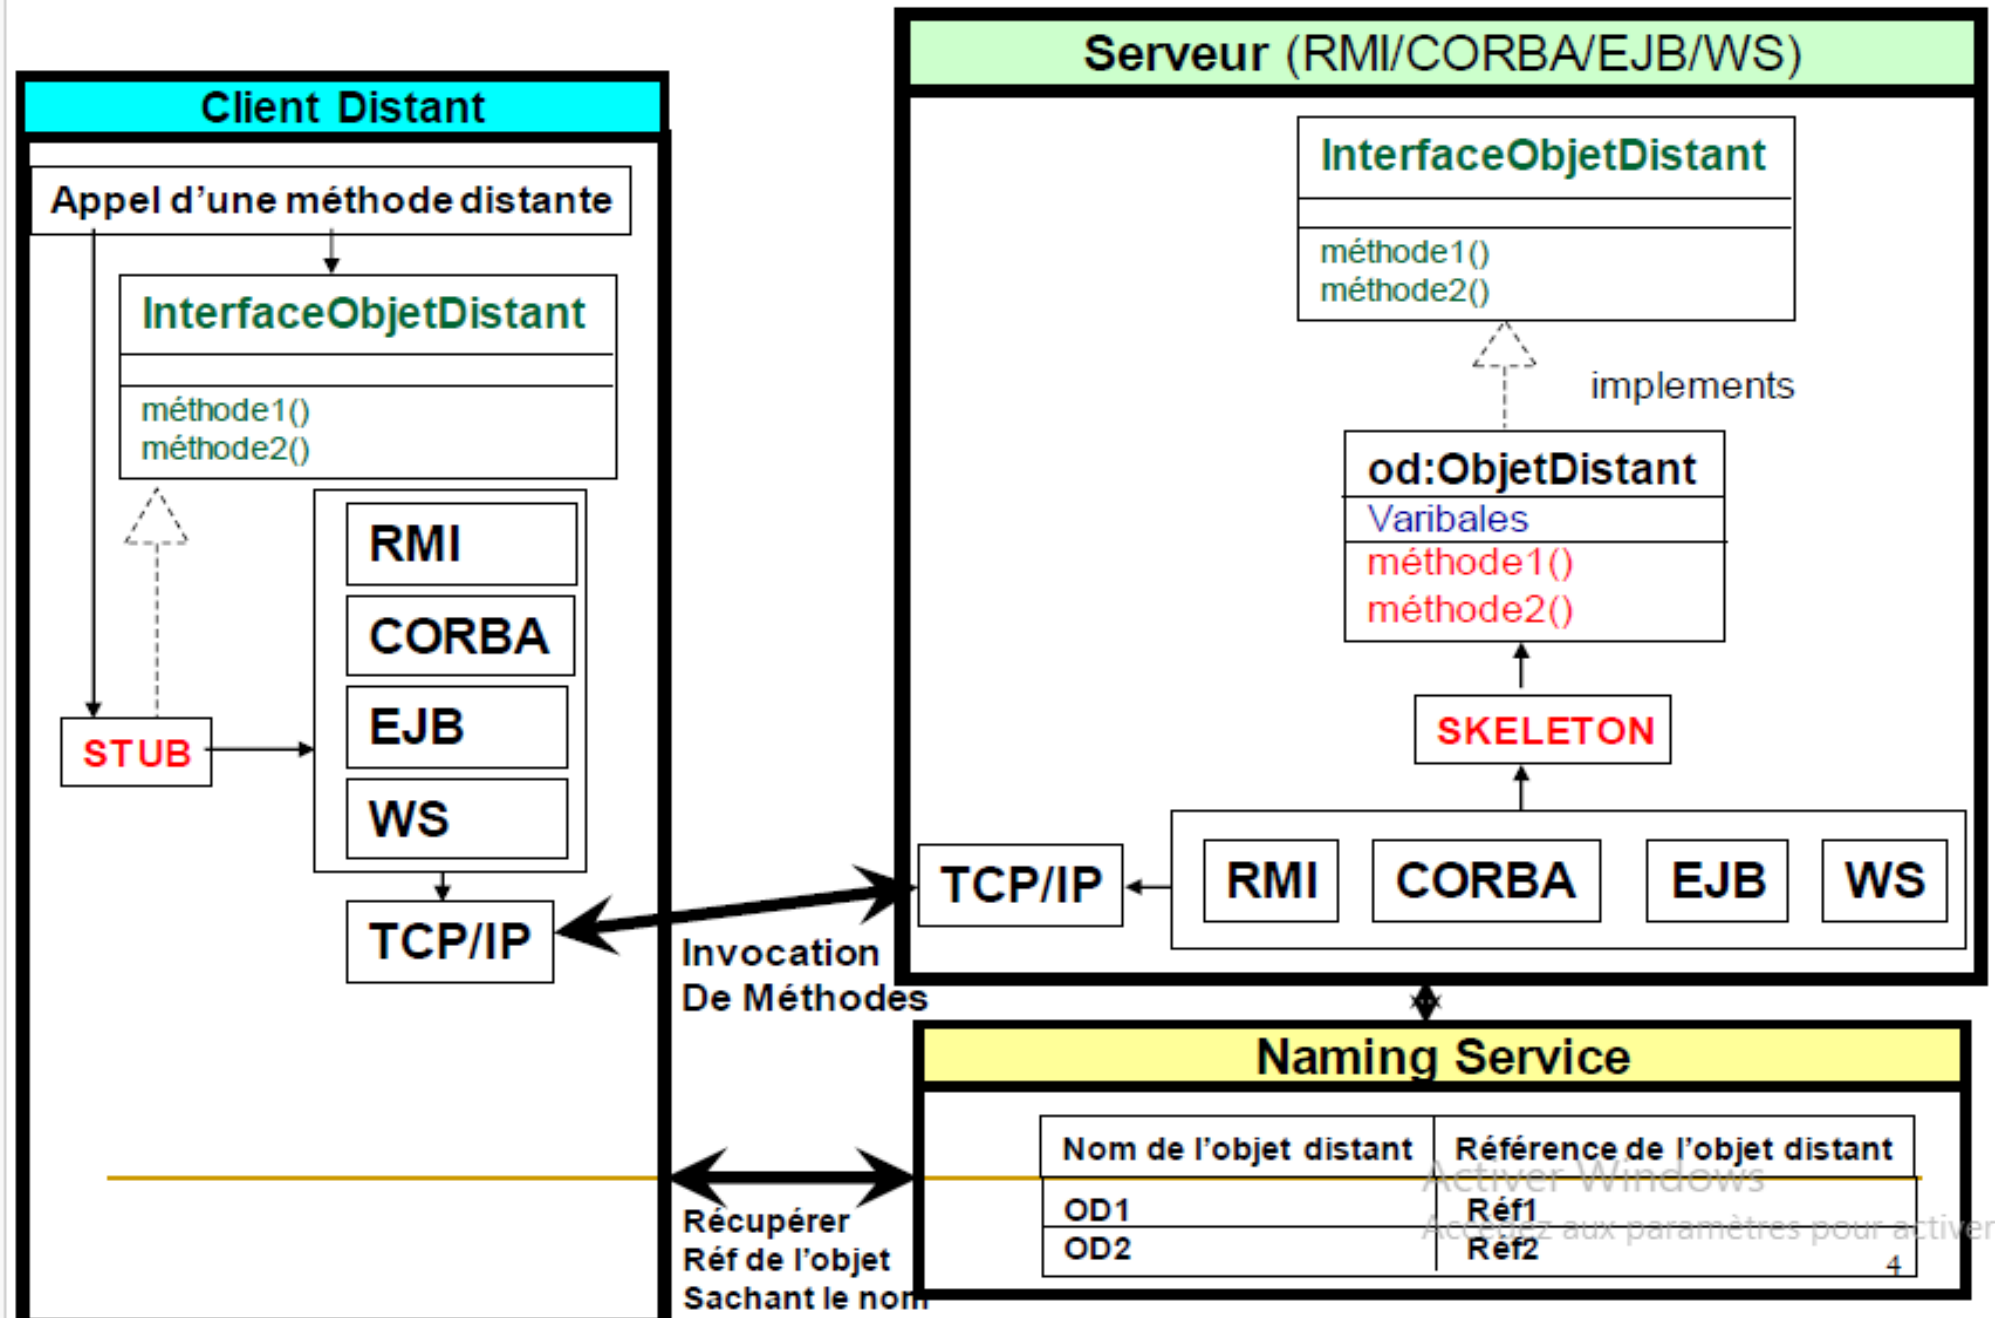 Client Distant
Appel d'une méthode distante
InterfaceObjetDistant
méthode1()
méthode2()
RMI
CORBA
EJB
WS
STUB
TCP/IP
Invocation
De Méthodes
Récupérer
Réf de l'objet
Sachant le nom
Serveur (RMI/CORBA/EJB/WS)
InterfaceObjetDistant
méthode1()
méthode2()
implements
od:ObjetDistant
Varibales
méthode1()
méthode2()
SKELETON
TCP/IP
RMI CORBA EJB WS
Naming Service
Nom de l'objet distant Référence de l'objet distant
OD1 Réf1
OD2 Réf2
Activer Windows
Accédez aux paramètres pour activer
4